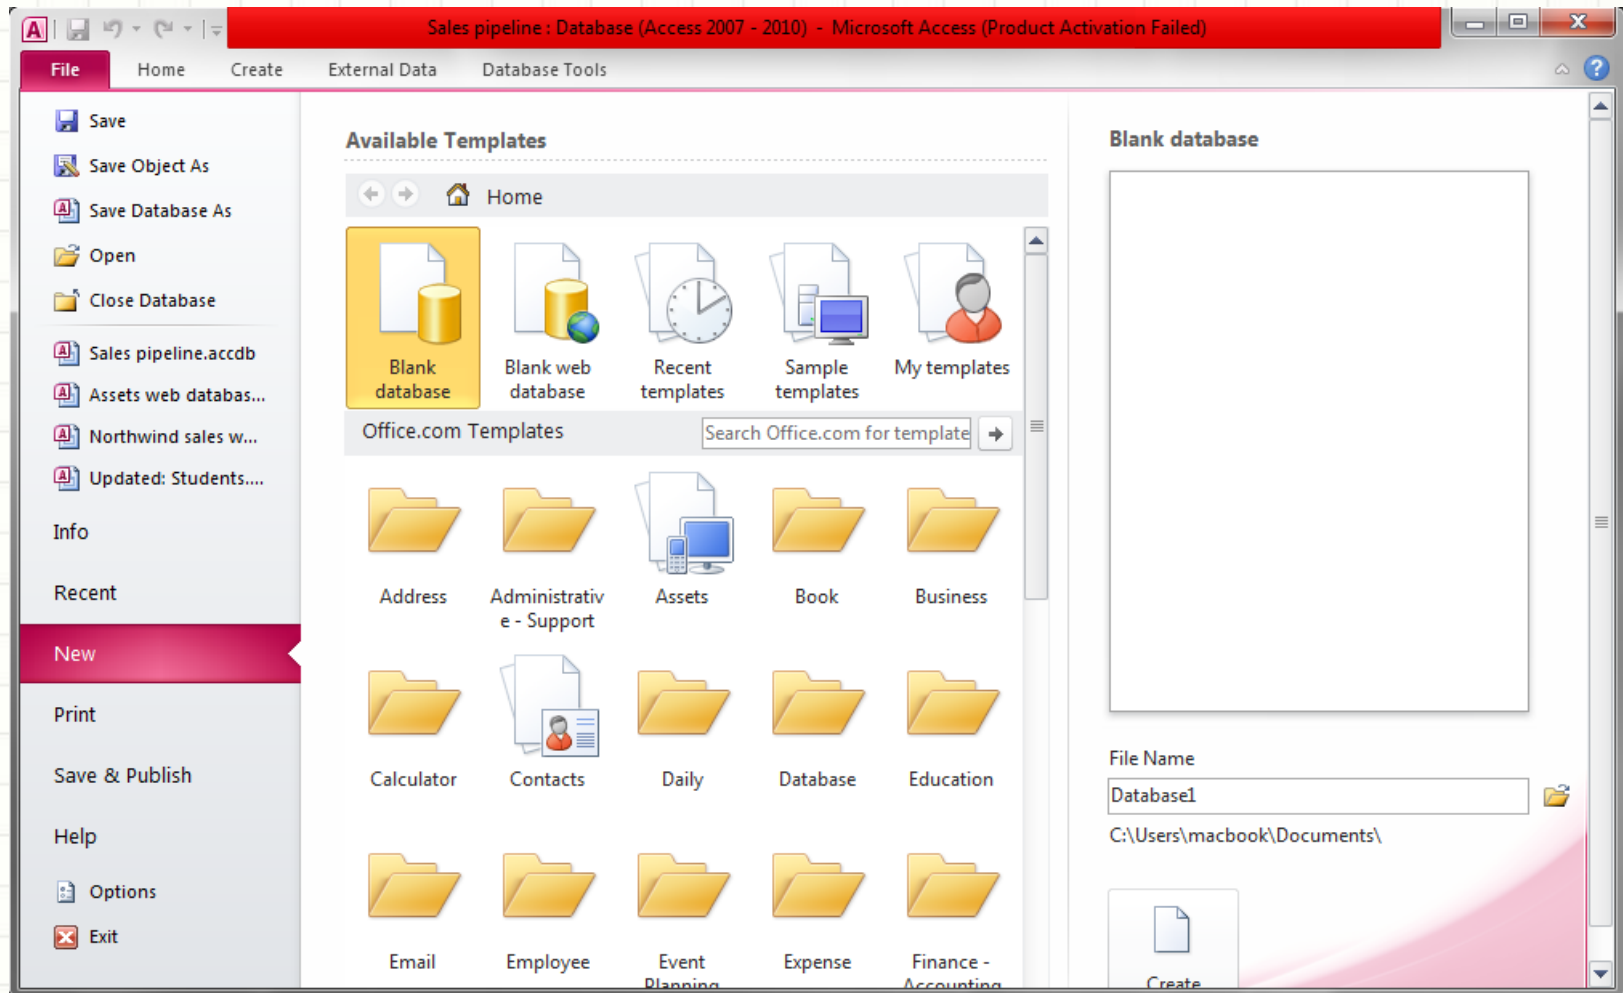 Sales pipeline : Database (Access 2007 - 2010) - Microsoft Access (Product Activation Failed)
File Home Create External Data Database Tools
Save
Save Object As
Save Database As
Open
Close Database
Sales pipeline.accdb
Assets web databas...
Northwind sales w...
Updated: Students....
Info
Recent
New
Print
Save & Publish
Help
Options
Exit
Available Templates
Home
Blank database
Blank web database
Recent templates
Sample templates
My templates
Office.com Templates
Search Office.com for template
Address
Administrativ
e - Support
Assets
Book
Business
Calculator
Contacts
Daily
Database
Education
Email
Employee
Event
Planning
Expense
Finance -
Accounting
Blank database
File Name
Database1
C:\Users\macbook\Documents\
Create